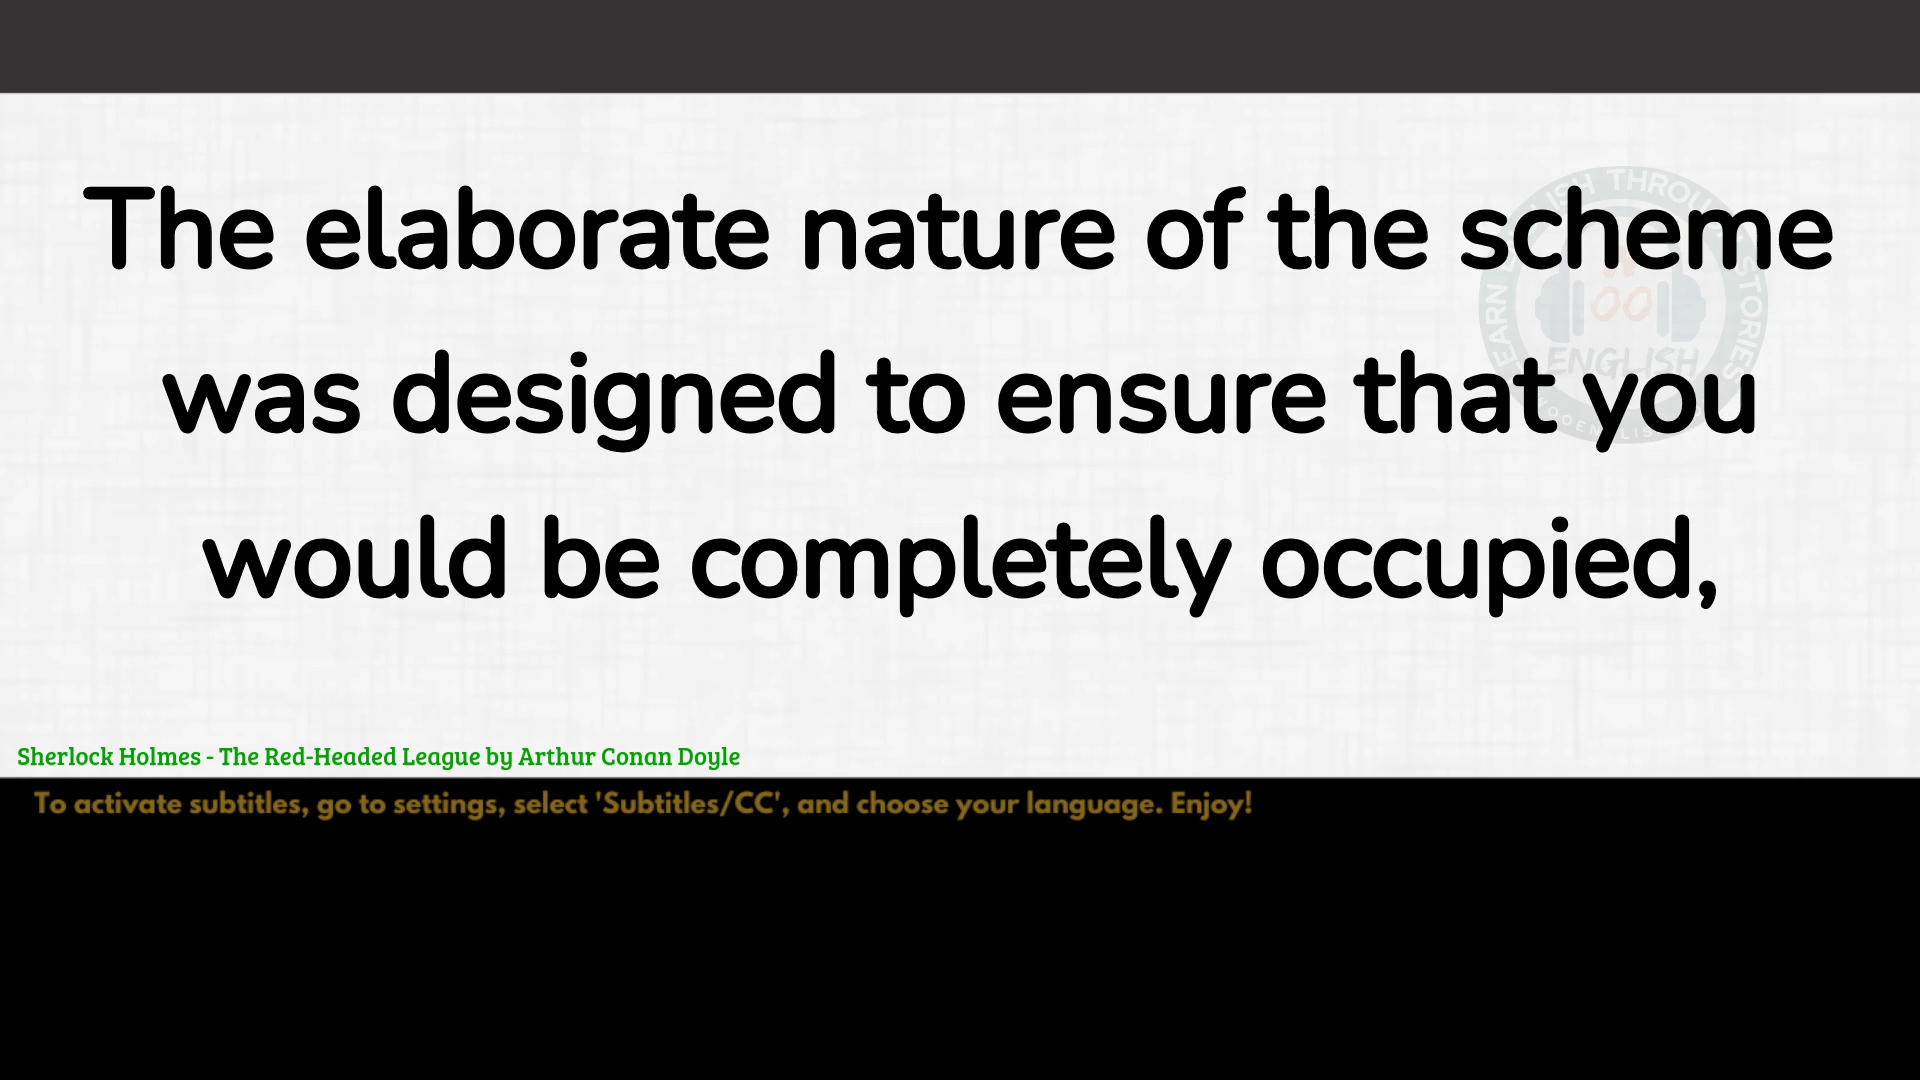 The elaborate nature of the scheme
was designed to ensure that you
would be completely occupied,
ENGLISH
Sherlock Holmes - The Red-Headed League by Arthur Conan Doyle
To activate subtitles, go to settings, select 'Subtitles/CC', and choose your language. Enjoy!